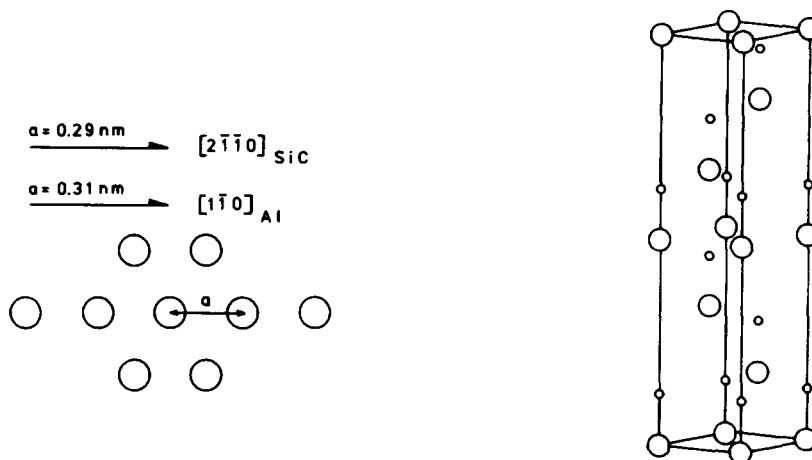 a = 0.29 nm
[2̄1̄10] SiC
a = 0.31 nm
[11̄0] Al
a